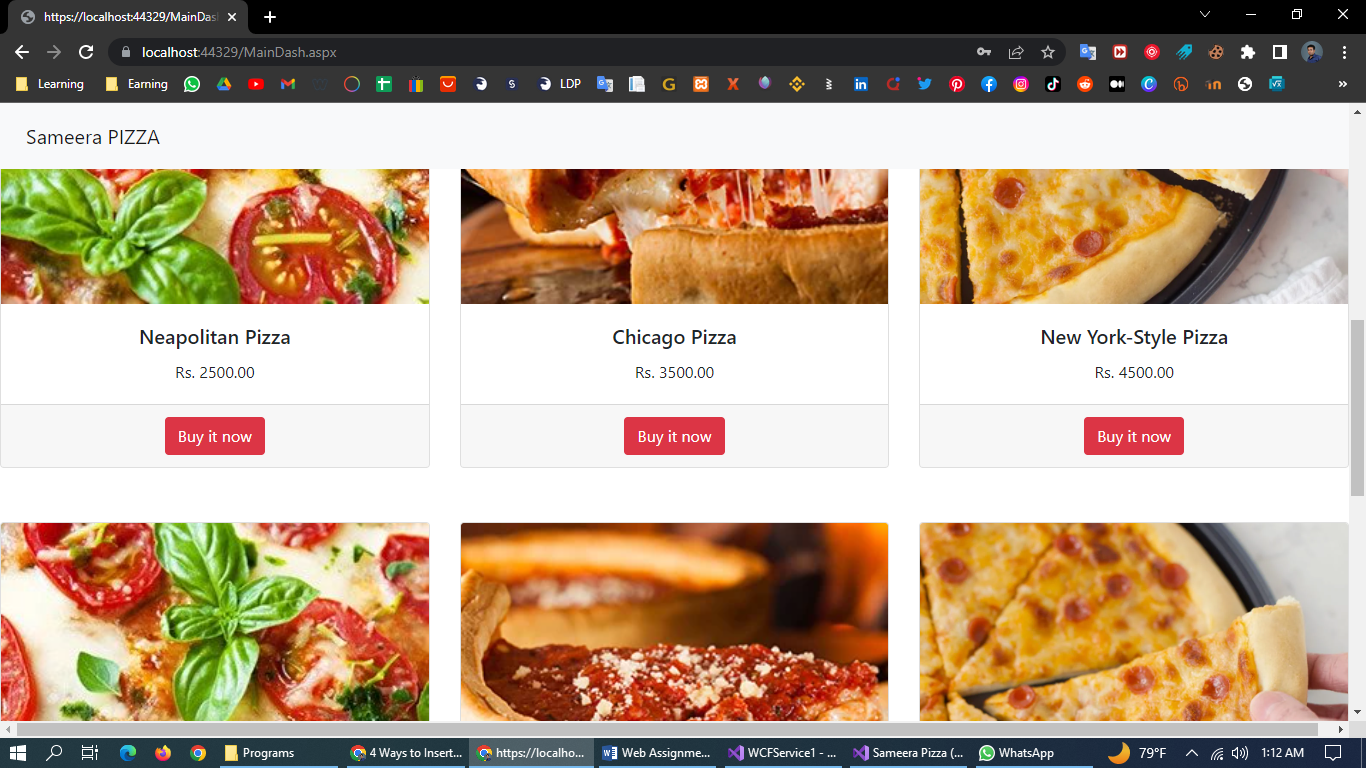 https://localhost:44329/MainDas
localhost:44329/MainDash.aspx
Learning
Earning
LDP
Sameera PIZZA
Neapolitan Pizza
Chicago Pizza
New York-Style Pizza
Rs. 2500.00
Rs. 3500.00
Rs. 4500.00
Buy it now
Buy it now
Buy it now
Programs
4 Ways to Insert...
https://localho...
Web Assignme...
WCFService1 - ...
Sameera Pizza (...
WhatsApp
79°F
1:12 AM